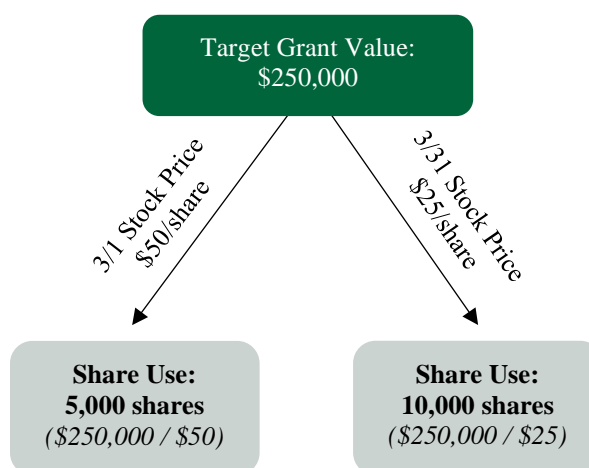 Target Grant Value:
$250,000
3/1 Stock Price
$50/share
3/31 Stock Price
$25/share
Share Use:
5,000 shares
($250,000 / $50)
Share Use:
10,000 shares
($250,000 / $25)